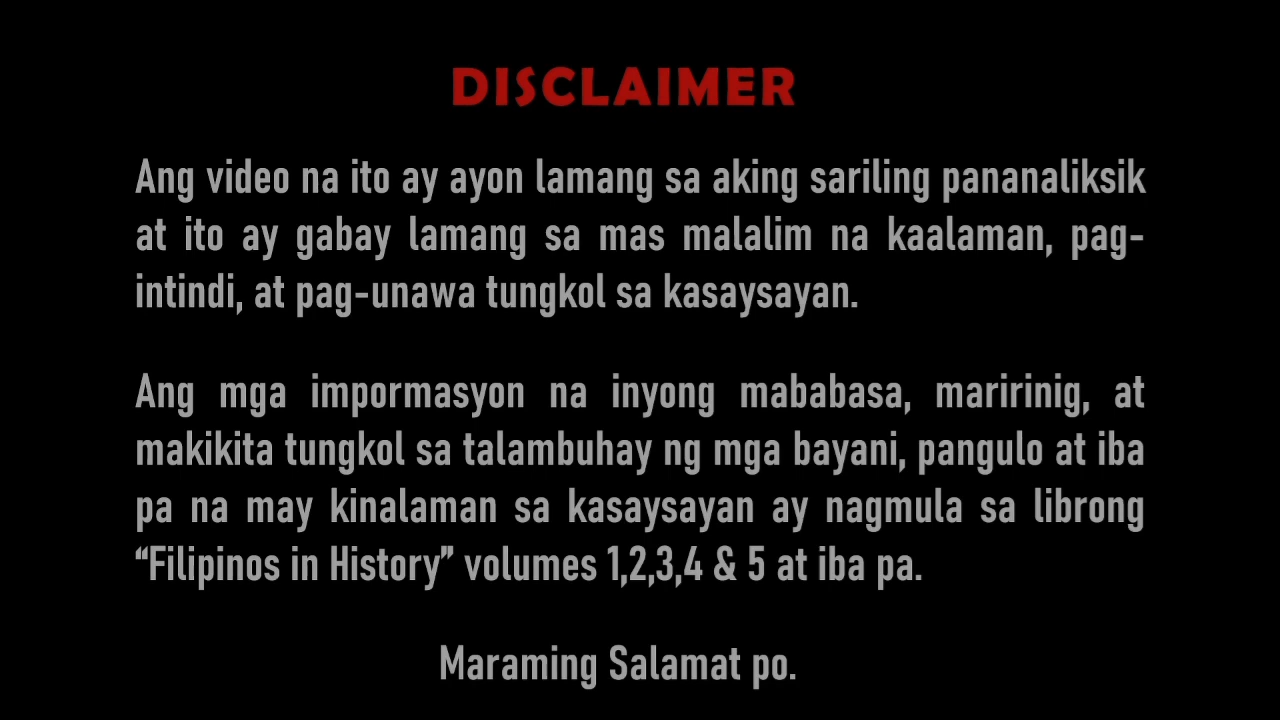 DISCLAIMER
Ang video na ito ay ayon lamang sa aking sariling pananaliksik
at ito ay gabay lamang sa mas malalim na kaalaman, pag-
intindi, at pag-unawa tungkol sa kasaysayan.
Ang mga impormasyon na inyong mababasa, maririnig, at
makikita tungkol sa talambuhay ng mga bayani, pangulo at iba
pa na may kinalaman sa kasaysayan ay nagmula sa librong
“Filipinos in History” volumes 1,2,3,4 & 5 at iba pa.
Maraming Salamat po.